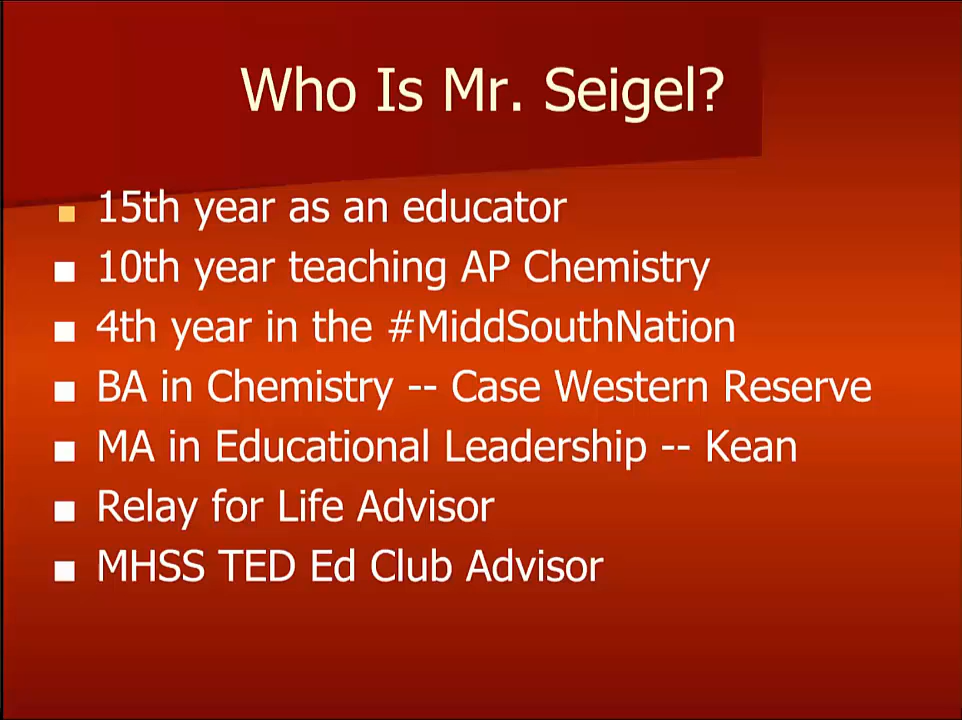 Who Is Mr. Seigel?
15th year as an educator
10th year teaching AP Chemistry
4th year in the #MiddSouthNation
BA in Chemistry -- Case Western Reserve
MA in Educational Leadership -- Kean
Relay for Life Advisor
MHSS TED Ed Club Advisor